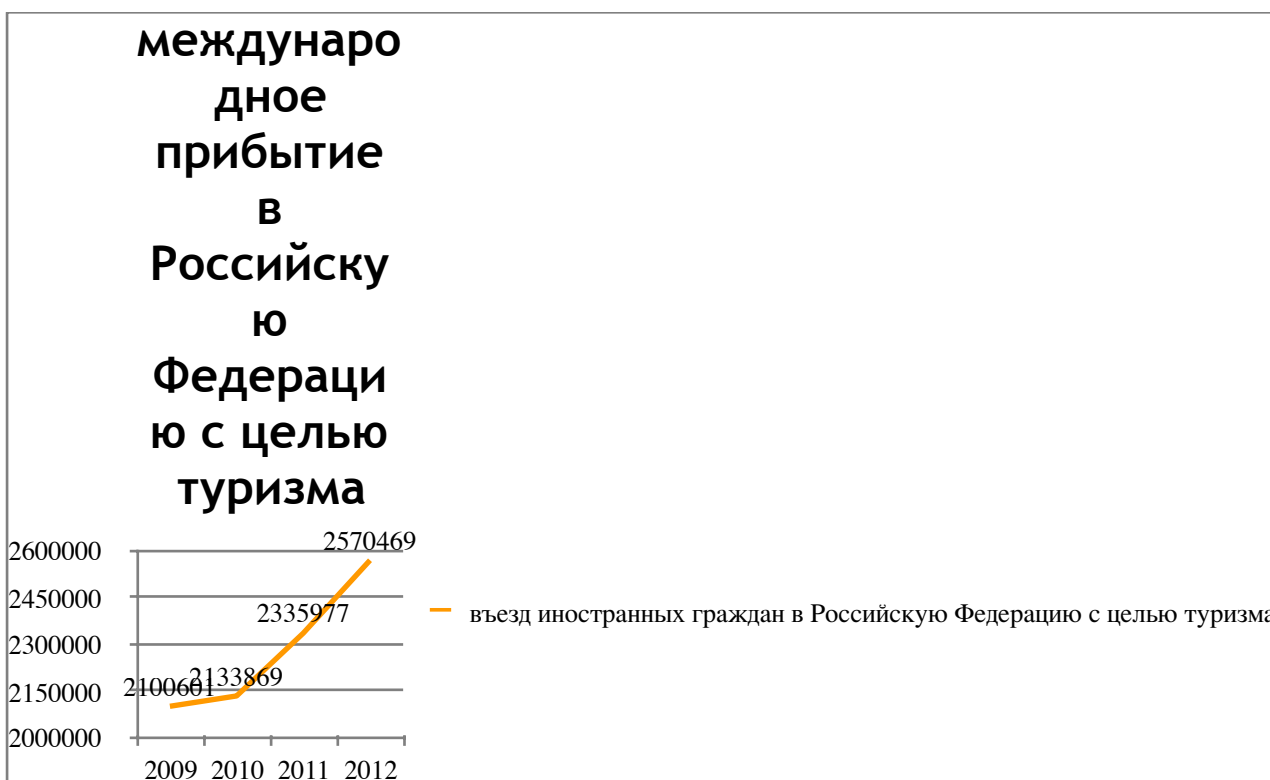 междунаро
дное
прибытие
в
Российску
ю
Федераци
ю с целью
туризма
2600000
2450000
2300000
2150000
2000000
2100601
2133869
2335977
2570469
2009 2010 2011 2012
въезд иностранных граждан в Российскую Федерацию с целью туризма